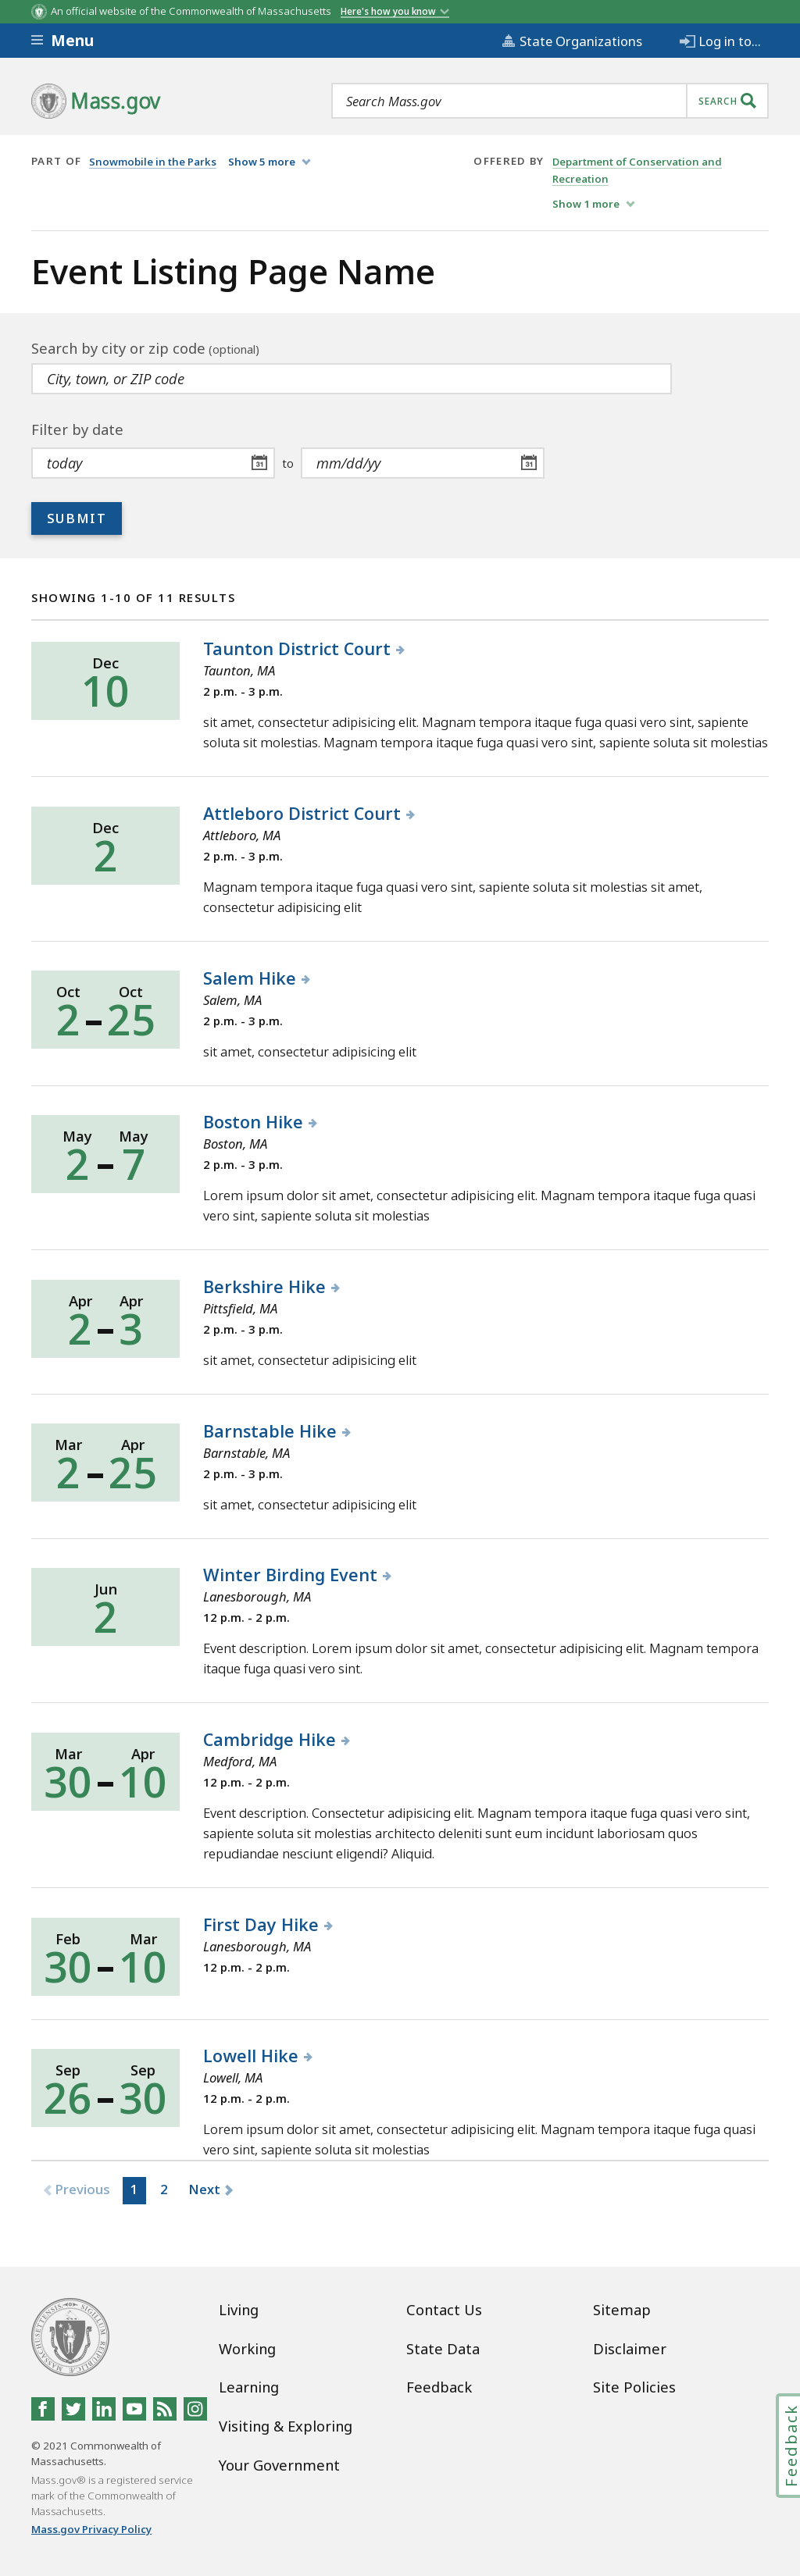 An official website of the Commonwealth of Massachusetts Here's how you know
Menu
State Organizations
Log in to...
Mass.gov
Search Mass.gov
SEARCH
PART OF Snowmobile in the Parks Show 5 more
OFFERED BY Department of Conservation and
Recreation
Show 1 more
Event Listing Page Name
Search by city or zip code (optional)
City, town, or ZIP code
Filter by date
today
31
to
mm/dd/yy
31
SUBMIT
SHOWING 1-10 OF 11 RESULTS
Dec
10
Taunton District Court
Taunton, MA
2 p.m. - 3 p.m.
sit amet, consectetur adipisicing elit. Magnam tempora itaque fuga quasi vero sint, sapiente
soluta sit molestias. Magnam tempora itaque fuga quasi vero sint, sapiente soluta sit molestias
Dec
2
Attleboro District Court
Attleboro, MA
2 p.m. - 3 p.m.
Magnam tempora itaque fuga quasi vero sint, sapiente soluta sit molestias sit amet,
consectetur adipisicing elit
Oct Oct
2 - 25
Salem Hike
Salem, MA
2 p.m. - 3 p.m.
sit amet, consectetur adipisicing elit
May May
2 - 7
Boston Hike
Boston, MA
2 p.m. - 3 p.m.
Lorem ipsum dolor sit amet, consectetur adipisicing elit. Magnam tempora itaque fuga quasi
vero sint, sapiente soluta sit molestias
Apr Apr
2 - 3
Berkshire Hike
Pittsfield, MA
2 p.m. - 3 p.m.
sit amet, consectetur adipisicing elit
Mar Apr
2 - 25
Barnstable Hike
Barnstable, MA
2 p.m. - 3 p.m.
sit amet, consectetur adipisicing elit
Jun
2
Winter Birding Event
Lanesborough, MA
12 p.m. - 2 p.m.
Event description. Lorem ipsum dolor sit amet, consectetur adipisicing elit. Magnam tempora
itaque fuga quasi vero sint.
Mar Apr
30 - 10
Cambridge Hike
Medford, MA
12 p.m. - 2 p.m.
Event description. Consectetur adipisicing elit. Magnam tempora itaque fuga quasi vero sint,
sapiente soluta sit molestias architecto deleniti sunt eum incidunt laboriosam quos
repudiandae nesciunt eligendi? Aliquid.
Feb Mar
30 - 10
First Day Hike
Lanesborough, MA
12 p.m. - 2 p.m.
Sep Sep
26 - 30
Lowell Hike
Lowell, MA
12 p.m. - 2 p.m.
Lorem ipsum dolor sit amet, consectetur adipisicing elit. Magnam tempora itaque fuga quasi
vero sint, sapiente soluta sit molestias
Previous 1 2 Next
Living
Working
Learning
Visiting & Exploring
Your Government
Contact Us
State Data
Feedback
Sitemap
Disclaimer
Site Policies
© 2021 Commonwealth of
Massachusetts.
Mass.gov® is a registered service
mark of the Commonwealth of
Massachusetts.
Mass.gov Privacy Policy
Feedback